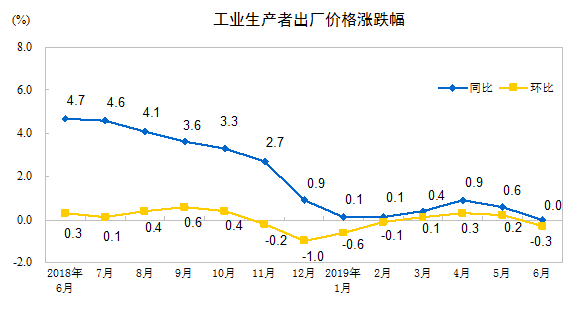 工业生产者出厂价格涨跌幅
(%)
8.0
6.0
4.0
2.0
0.0
-2.0
同比
环比
4.7
4.6
4.1
3.6
3.3
2.7
0.9
0.1
0.1
0.4
0.9
0.6
0.0
0.3
0.1
0.4
0.6
0.4
-0.2
-1.0
-0.6
-0.1
0.1
0.3
0.2
-0.3
2018年
6月
7月
8月
9月
10月
11月
12月
2019年
1月
2月
3月
4月
5月
6月